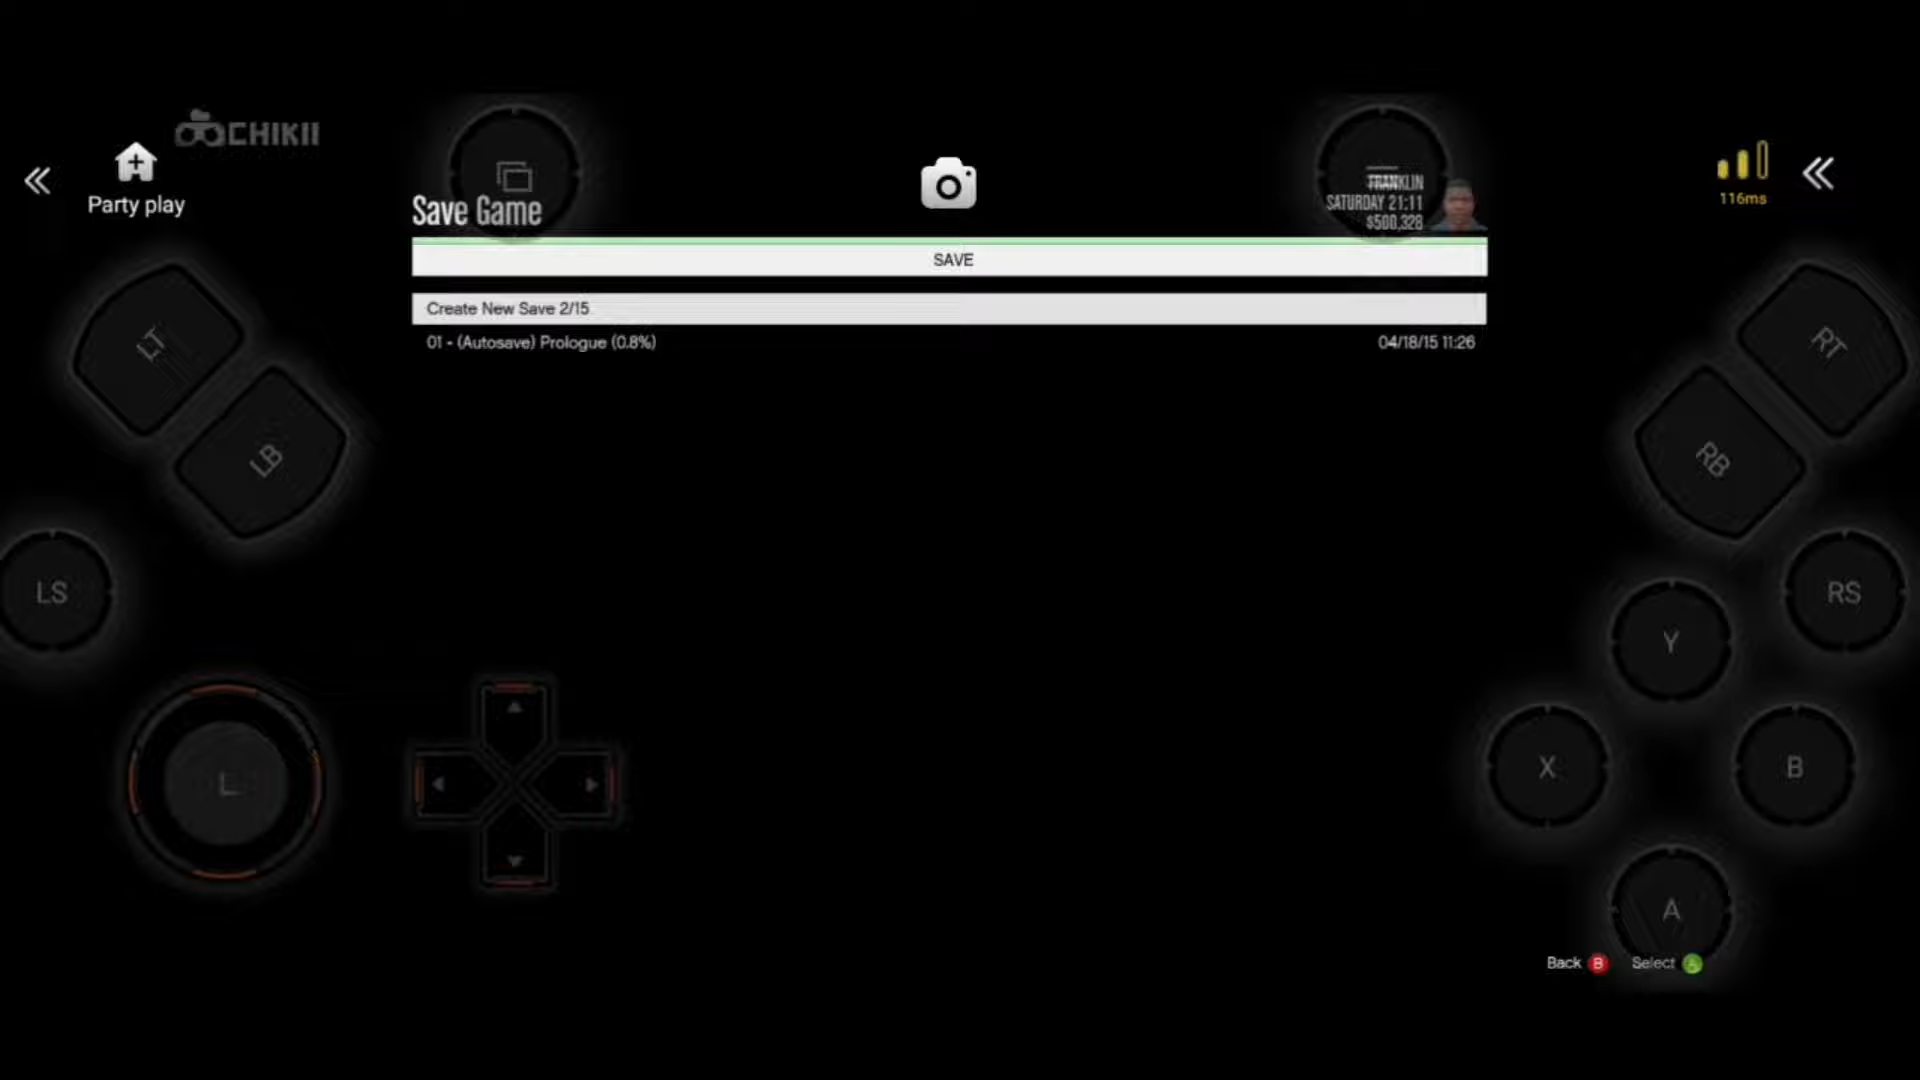 CHIKII
Party play
Save Game
FRANKLIN
SATURDAY 21:11
$500,328
116ms
SAVE
Create New Save 2/15
01 - (Autosave) Prologue (0.8%) 04/18/15 11:26
LT
RT
LB
RB
LS
RS
Y
L
X
B
A
Back B Select A